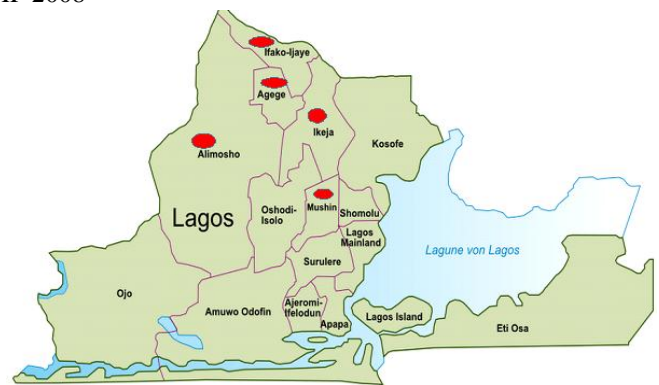 2008
Ifako-Ijaye
Agege
Ikeja
Kosofe
Alimosho
Mushin
Oshodi-
Isolo
Shomolu
Lagos
Lagos
Mainland
Lagune von Lagos
Surulere
Ojo
Amuwo Odofin
Ajeromi-
Ifelodun
Apapa
Lagos Island
Eti Osa